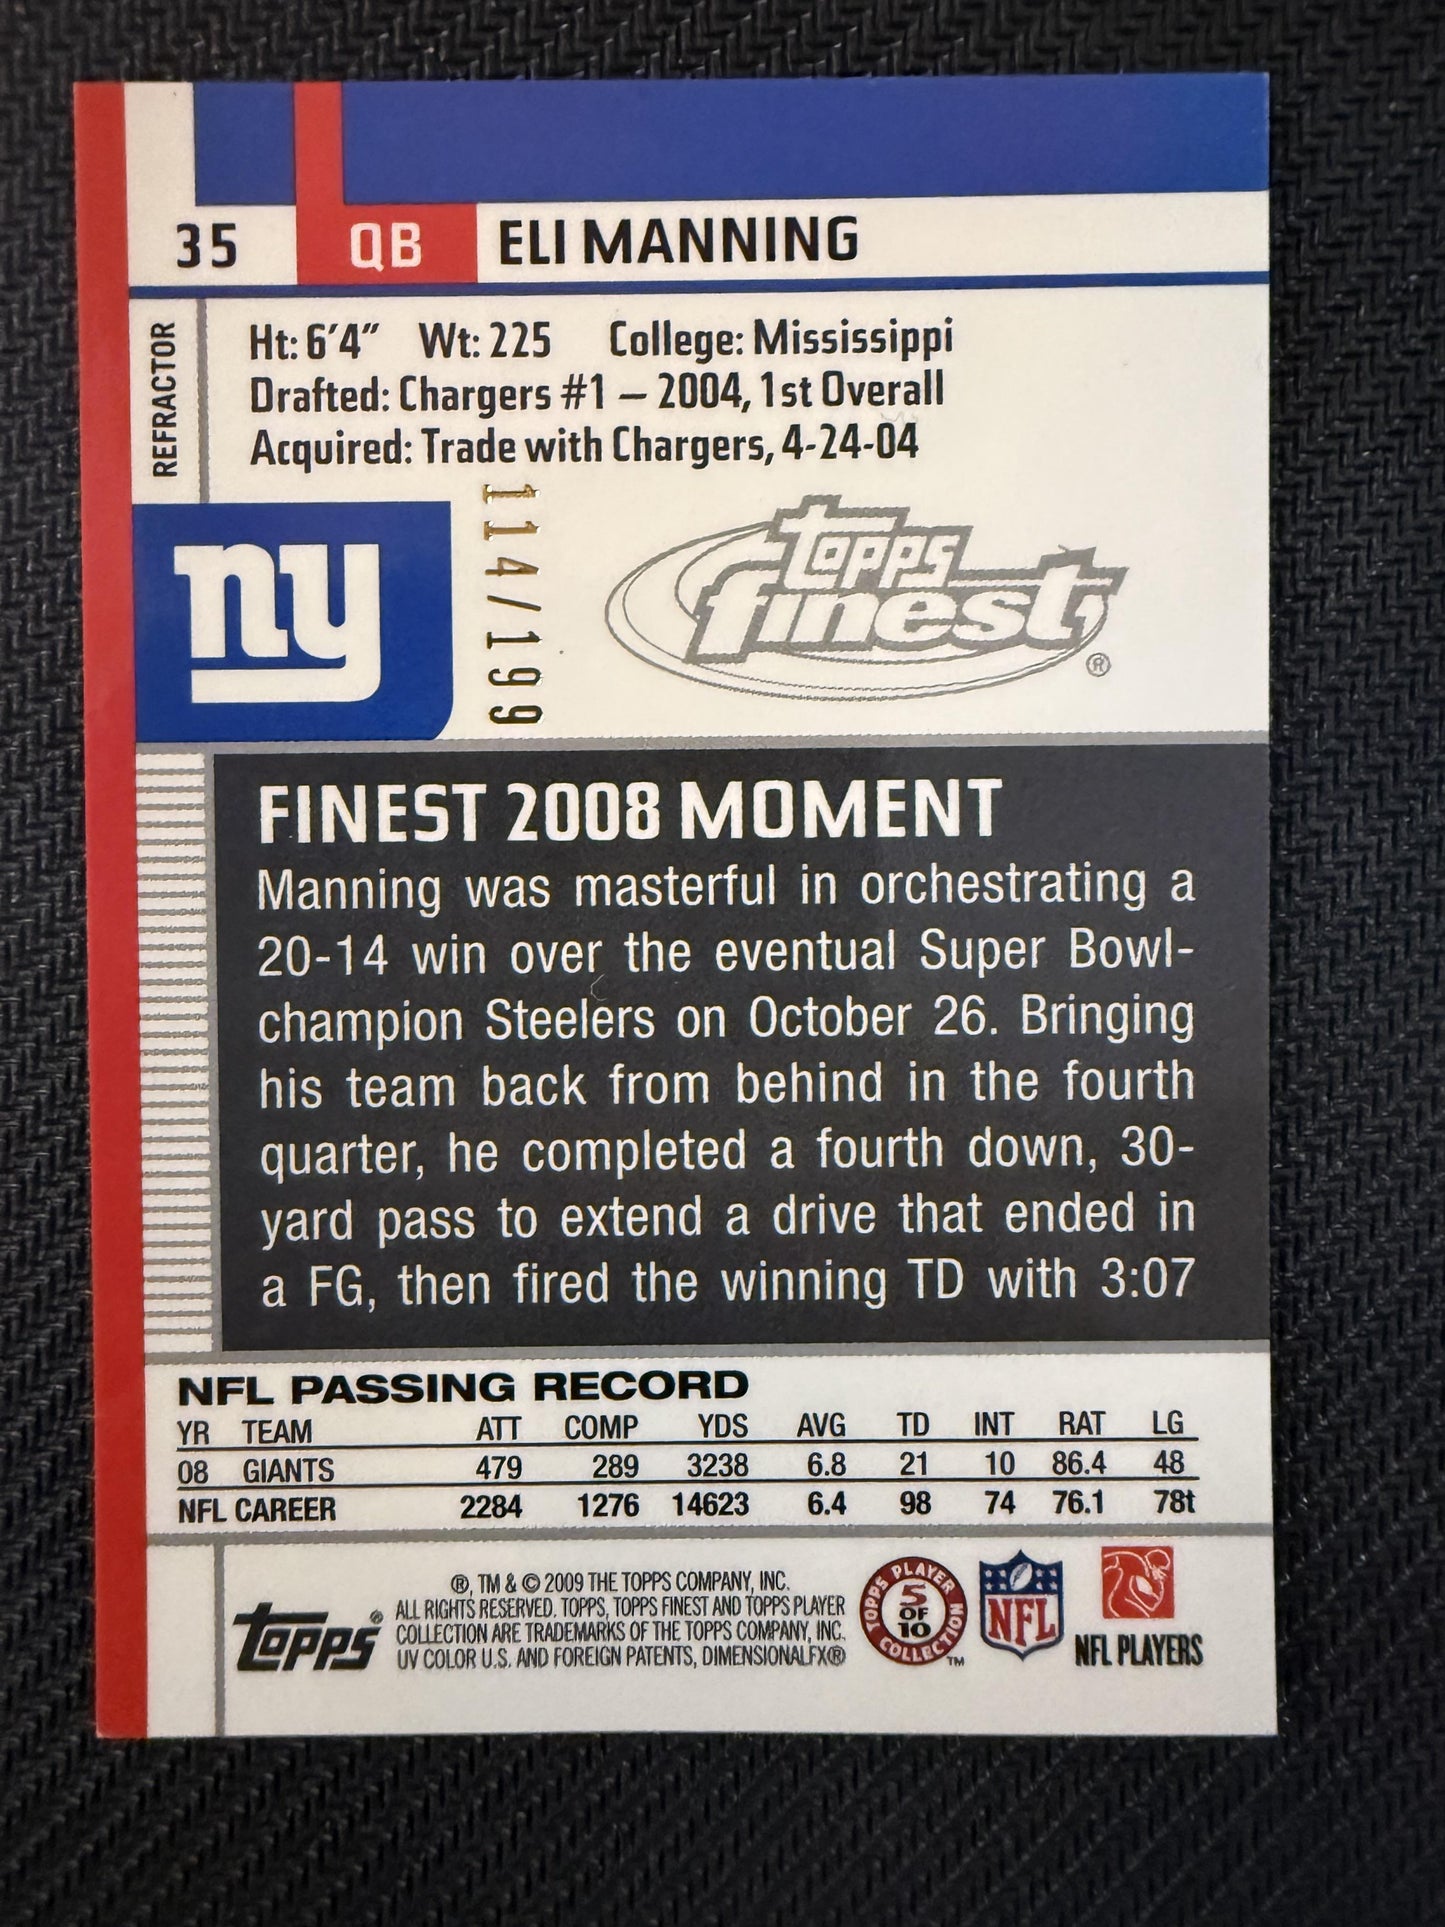 35 QB ELI MANNING
REFRACTOR
Ht: 6'4" Wt: 225 College: Mississippi
Drafted: Chargers #1 – 2004, 1st Overall
Acquired: Trade with Chargers, 4-24-04
ny
114/199
topps
finest®
FINEST 2008 MOMENT
Manning was masterful in orchestrating a
20-14 win over the eventual Super Bowl-
champion Steelers on October 26. Bringing
his team back from behind in the fourth
quarter, he completed a fourth down, 30-
yard pass to extend a drive that ended in
a FG, then fired the winning TD with 3:07
NFL PASSING RECORD
YR TEAM ATT COMP YDS AVG TD INT RAT LG
08 GIANTS 479 289 3238 6.8 21 10 86.4 48
NFL CAREER 2284 1276 14623 6.4 98 74 76.1 78t
topps®
®, TM & © 2009 THE TOPPS COMPANY, INC.
ALL RIGHTS RESERVED. TOPPS, TOPPS FINEST AND TOPPS PLAYER
COLLECTION ARE TRADEMARKS OF THE TOPPS COMPANY, INC.
UV COLOR U.S. AND FOREIGN PATENTS, DIMENSIONALFX®
TOPPS PLAYER COLLECTION
5
OF
10
TM
NFL
NFL PLAYERS